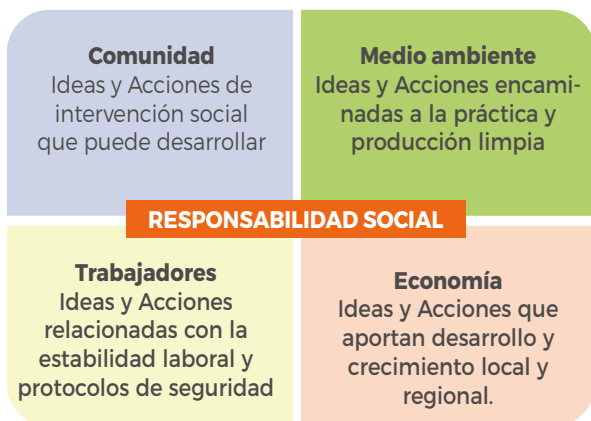 Comunidad
Ideas y Acciones de
intervención social
que puede desarrollar
Medio ambiente
Ideas y Acciones encami-
nadas a la práctica y
producción limpia
RESPONSABILIDAD SOCIAL
Trabajadores
Ideas y Acciones
relacionadas con la
estabilidad laboral y
protocolos de seguridad
Economía
Ideas y Acciones que
aportan desarrollo y
crecimiento local y
regional.